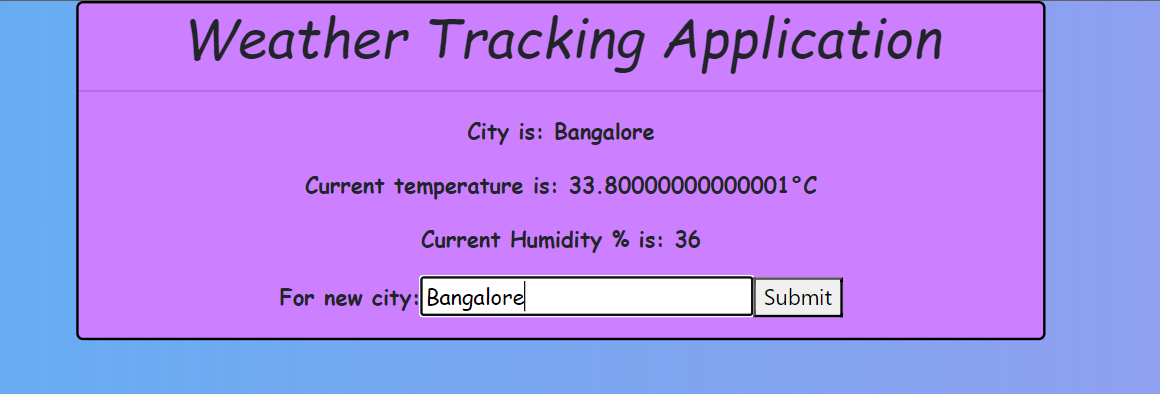 Weather Tracking Application
City is: Bangalore
Current temperature is: 33.80000000000001°C
Current Humidity % is: 36
For new city: Bangalore Submit